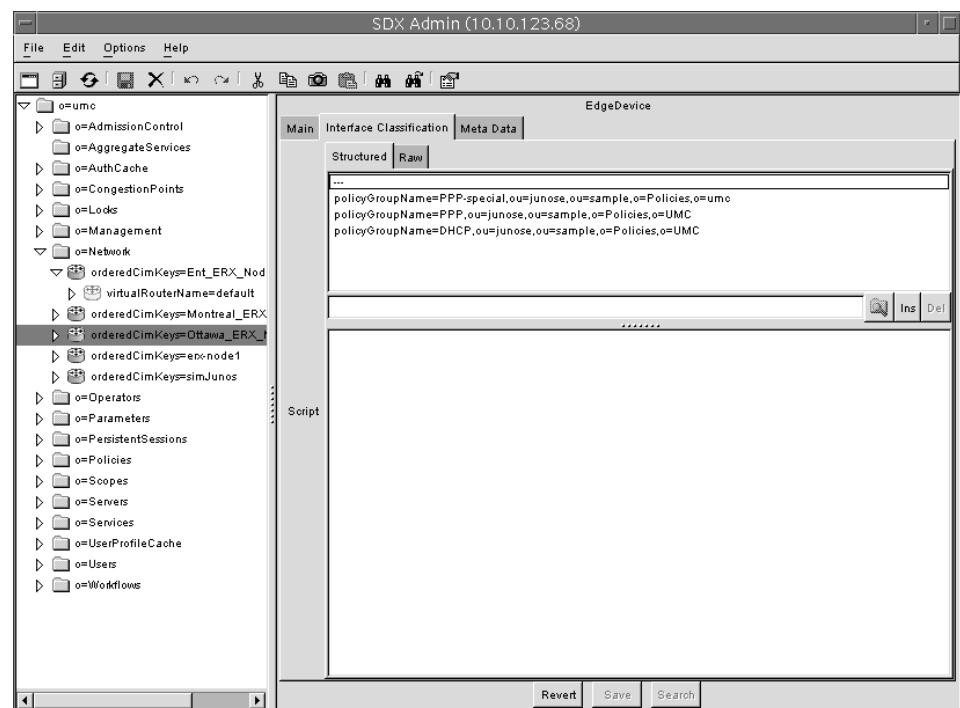 SDX Admin (10.10.123.68)
File Edit Options Help
EdgeDevice
o=umc
o=AdmissionControl
o=AggregateServices
o=AuthCache
o=CongestionPoints
o=Locks
o=Management
o=Network
orderedCimKeys=Ent_ERX_Nod
virtualRouterName=default
orderedCimKeys=Montreal_ERX
orderedCimKeys=Ottawa_ERX_N
orderedCimKeys=erx-node1
orderedCimKeys=simJunos
o=Operators
o=Parameters
o=PersistentSessions
o=Policies
o=Scopes
o=Servers
o=Services
o=UserProfileCache
o=Users
o=Workflows
Main Interface Classification Meta Data
Structured Raw
---
policyGroupName=PPP-special,ou=junose,ou=sample,o=Policies,o=umc
policyGroupName=PPP,ou=junose,ou=sample,o=Policies,o=UMC
policyGroupName=DHCP,ou=junose,ou=sample,o=Policies,o=UMC
Ins Del
Script
Revert Save Search